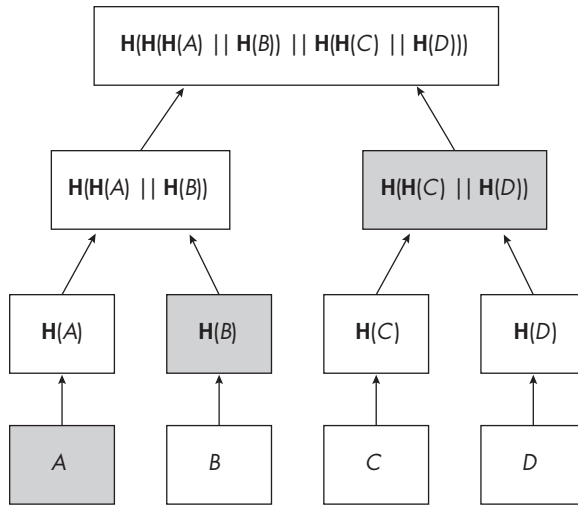 H(H(H(A) || H(B)) || H(H(C) || H(D)))
H(H(A) || H(B))
H(H(C) || H(D))
H(A)
H(B)
H(C)
H(D)
A
B
C
D